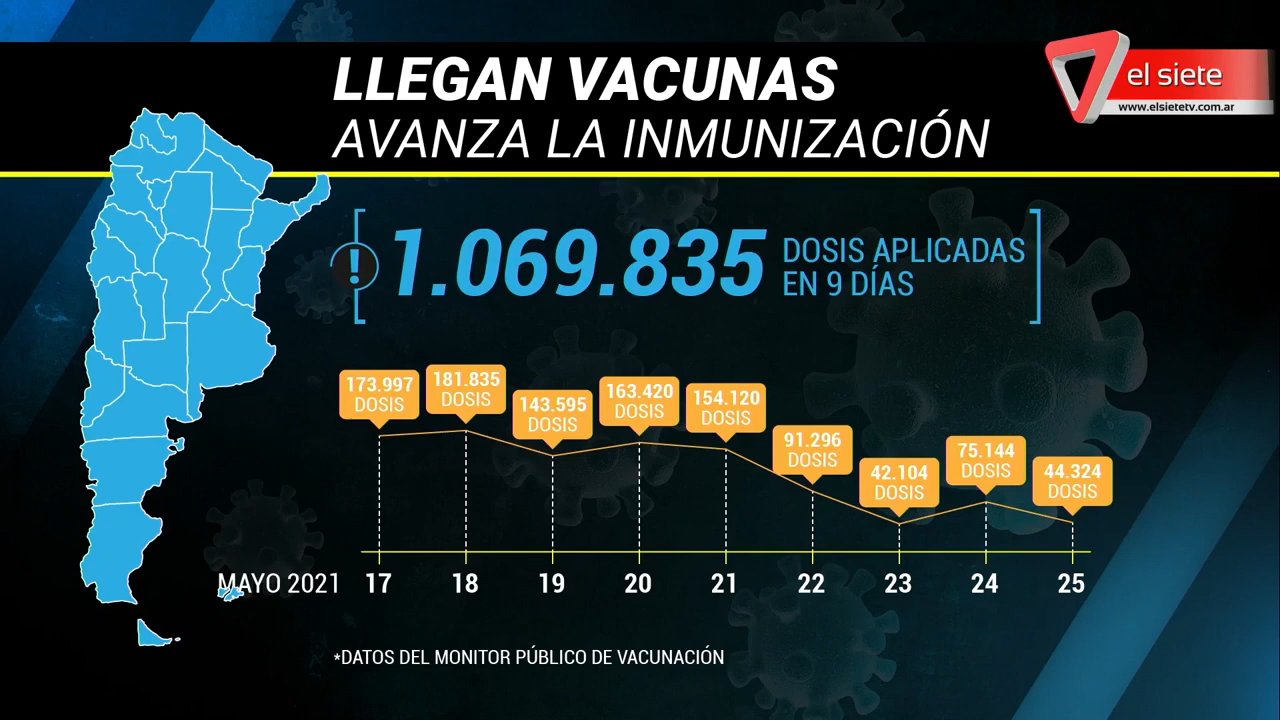 LLEGAN VACUNAS
AVANZA LA INMUNIZACIÓN
el siete
www.elsietetv.com.ar
! 1.069.835 DOSIS APLICADAS
EN 9 DÍAS
173.997
DOSIS
181.835
DOSIS
143.595
DOSIS
163.420
DOSIS
154.120
DOSIS
91.296
DOSIS
42.104
DOSIS
75.144
DOSIS
44.324
DOSIS
MAYO 2021 17 18 19 20 21 22 23 24 25
*DATOS DEL MONITOR PÚBLICO DE VACUNACIÓN